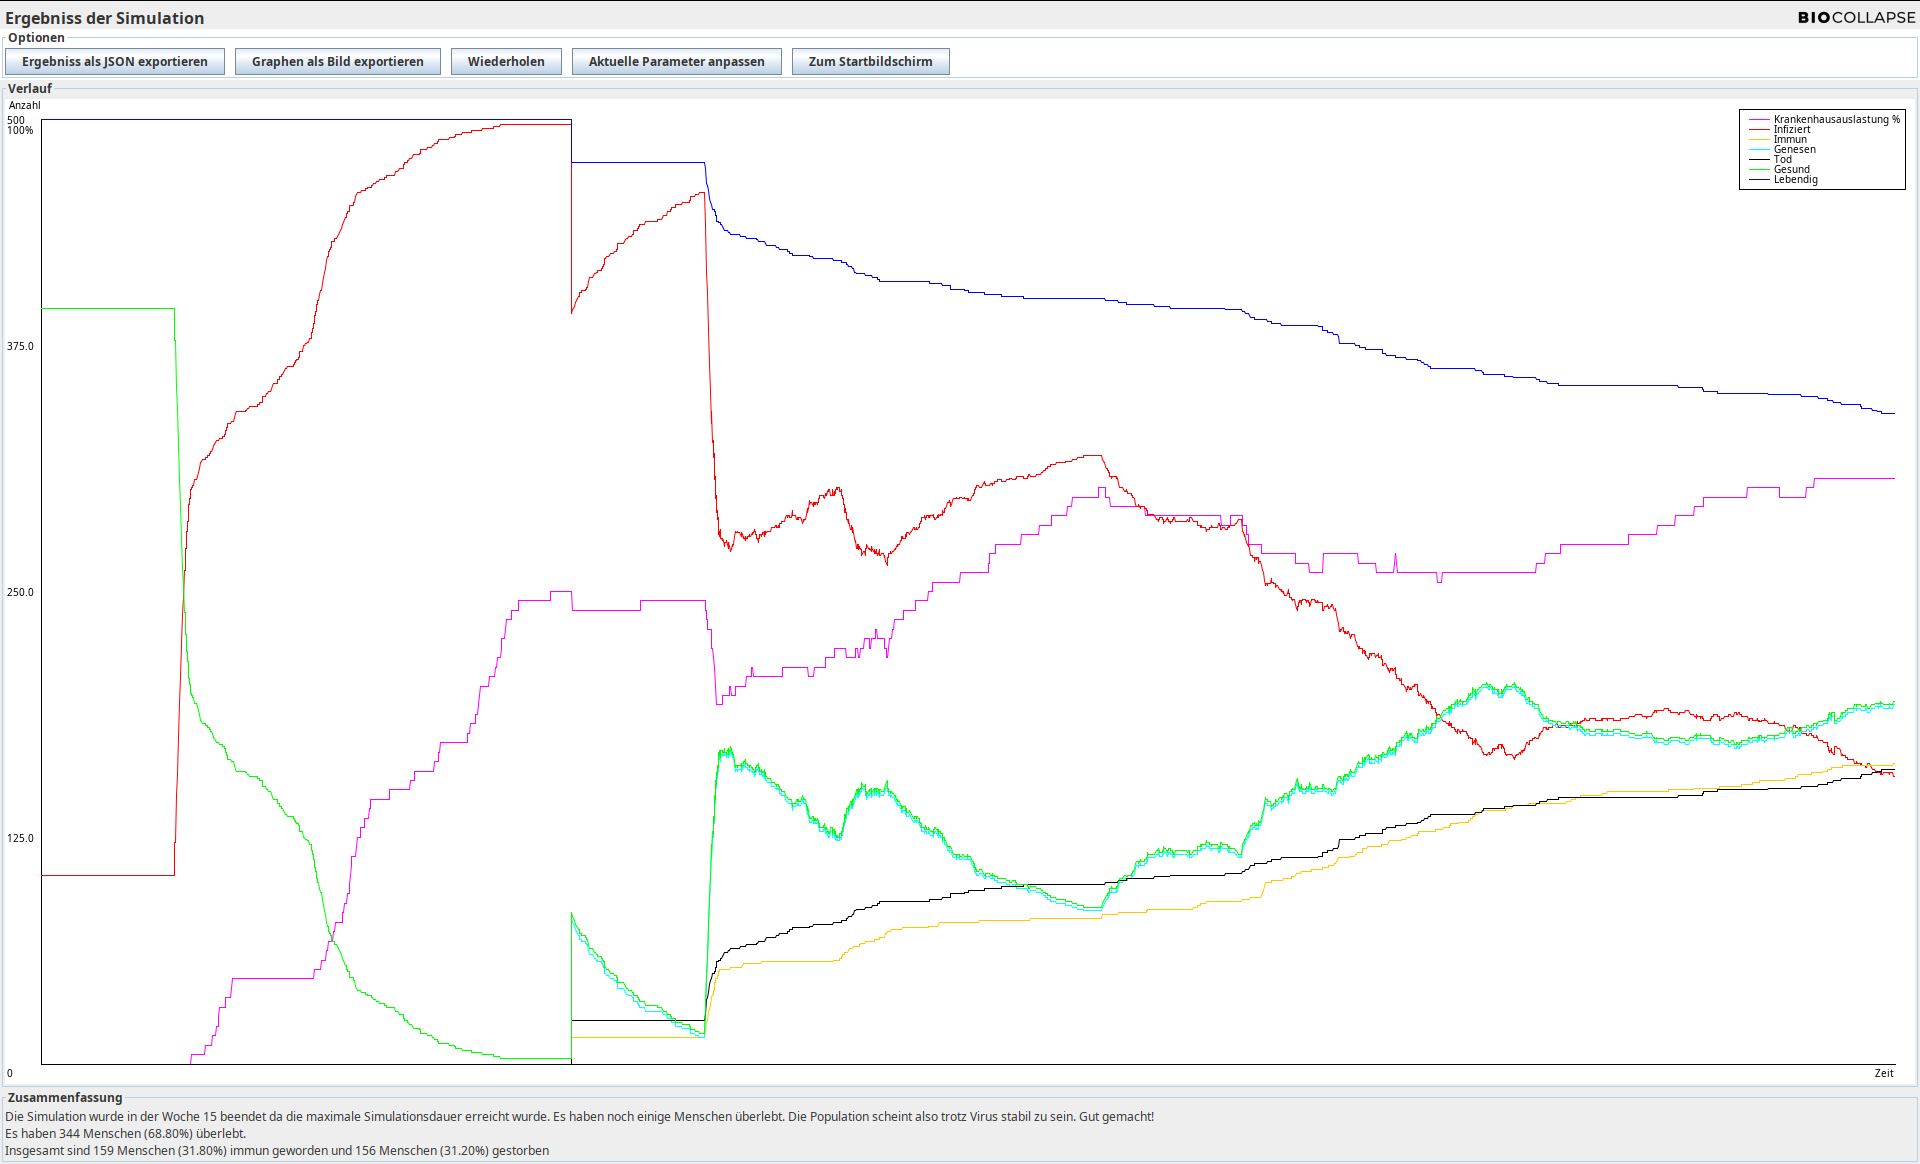 Ergebniss der Simulation
BIOCOLLAPSE
Optionen
Ergebniss als JSON exportieren
Graphen als Bild exportieren
Wiederholen
Aktuelle Parameter anpassen
Zum Startbildschirm
Verlauf
Anzahl
500
100%
375.0
250.0
125.0
0
Zeit
Krankenhausauslastung %
Infiziert
Immun
Genesen
Tod
Gesund
Lebendig
Zusammenfassung
Die Simulation wurde in der Woche 15 beendet da die maximale Simulationsdauer erreicht wurde. Es haben noch einige Menschen überlebt. Die Population scheint also trotz Virus stabil zu sein. Gut gemacht!
Es haben 344 Menschen (68.80%) überlebt.
Insgesamt sind 159 Menschen (31.80%) immun geworden und 156 Menschen (31.20%) gestorben